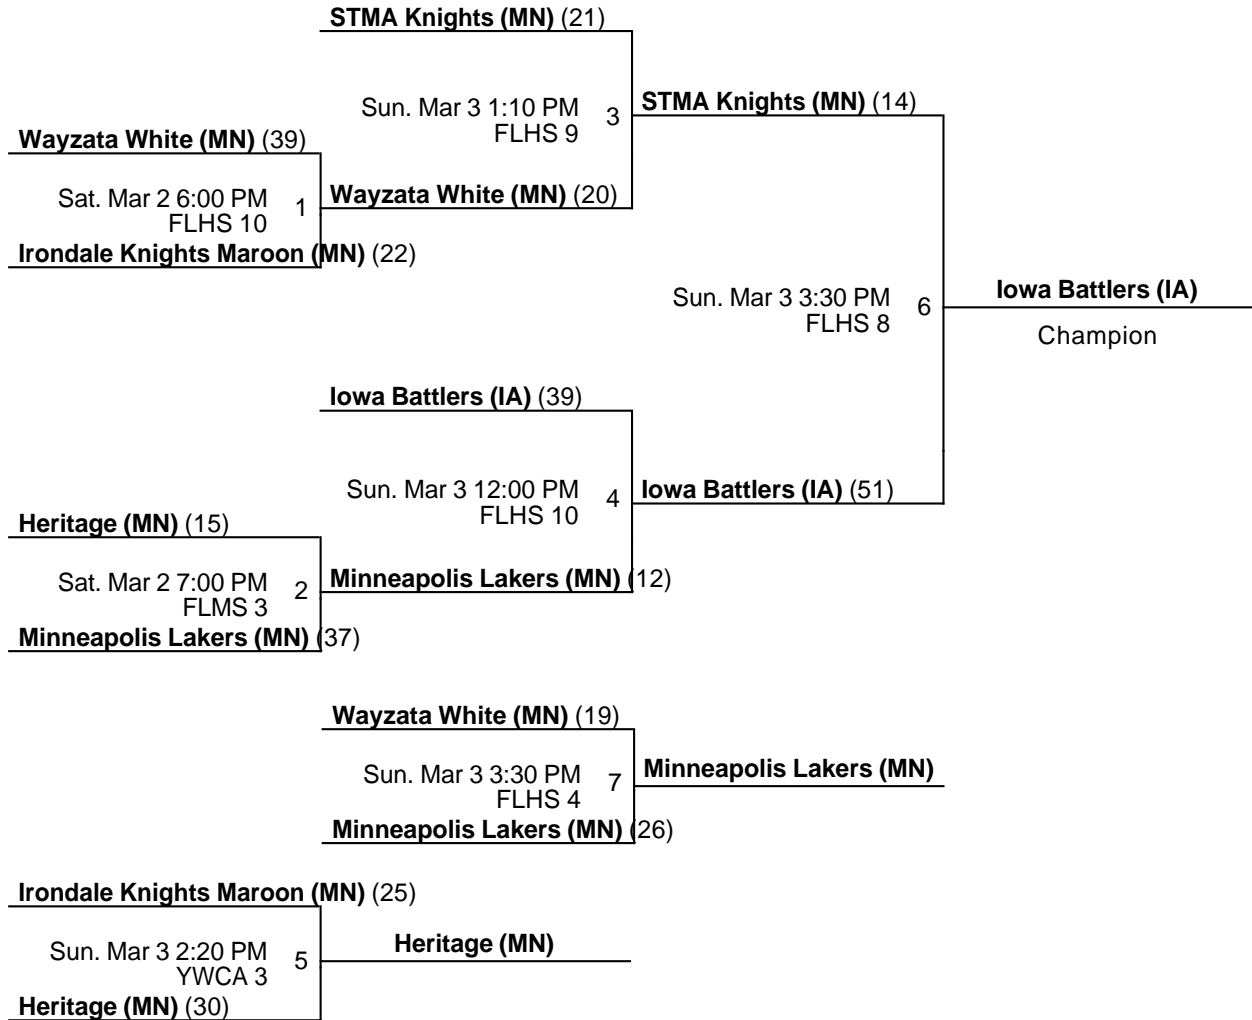 STMA Knights (MN) (21)
Sun. Mar 3 1:10 PM
FLHS 9
3
STMA Knights (MN) (14)
Wayzata White (MN) (39)
Sat. Mar 2 6:00 PM
FLHS 10
1
Wayzata White (MN) (20)
Irondale Knights Maroon (MN) (22)
Sun. Mar 3 3:30 PM
FLHS 8
6
Iowa Battlers (IA)
Champion
Iowa Battlers (IA) (39)
Sun. Mar 3 12:00 PM
FLHS 10
4
Iowa Battlers (IA) (51)
Heritage (MN) (15)
Sat. Mar 2 7:00 PM
FLMS 3
2
Minneapolis Lakers (MN) (12)
Minneapolis Lakers (MN) (37)
Wayzata White (MN) (19)
Sun. Mar 3 3:30 PM
FLHS 4
7
Minneapolis Lakers (MN)
Minneapolis Lakers (MN) (26)
Irondale Knights Maroon (MN) (25)
Sun. Mar 3 2:20 PM
YWCA 3
5
Heritage (MN)
Heritage (MN) (30)